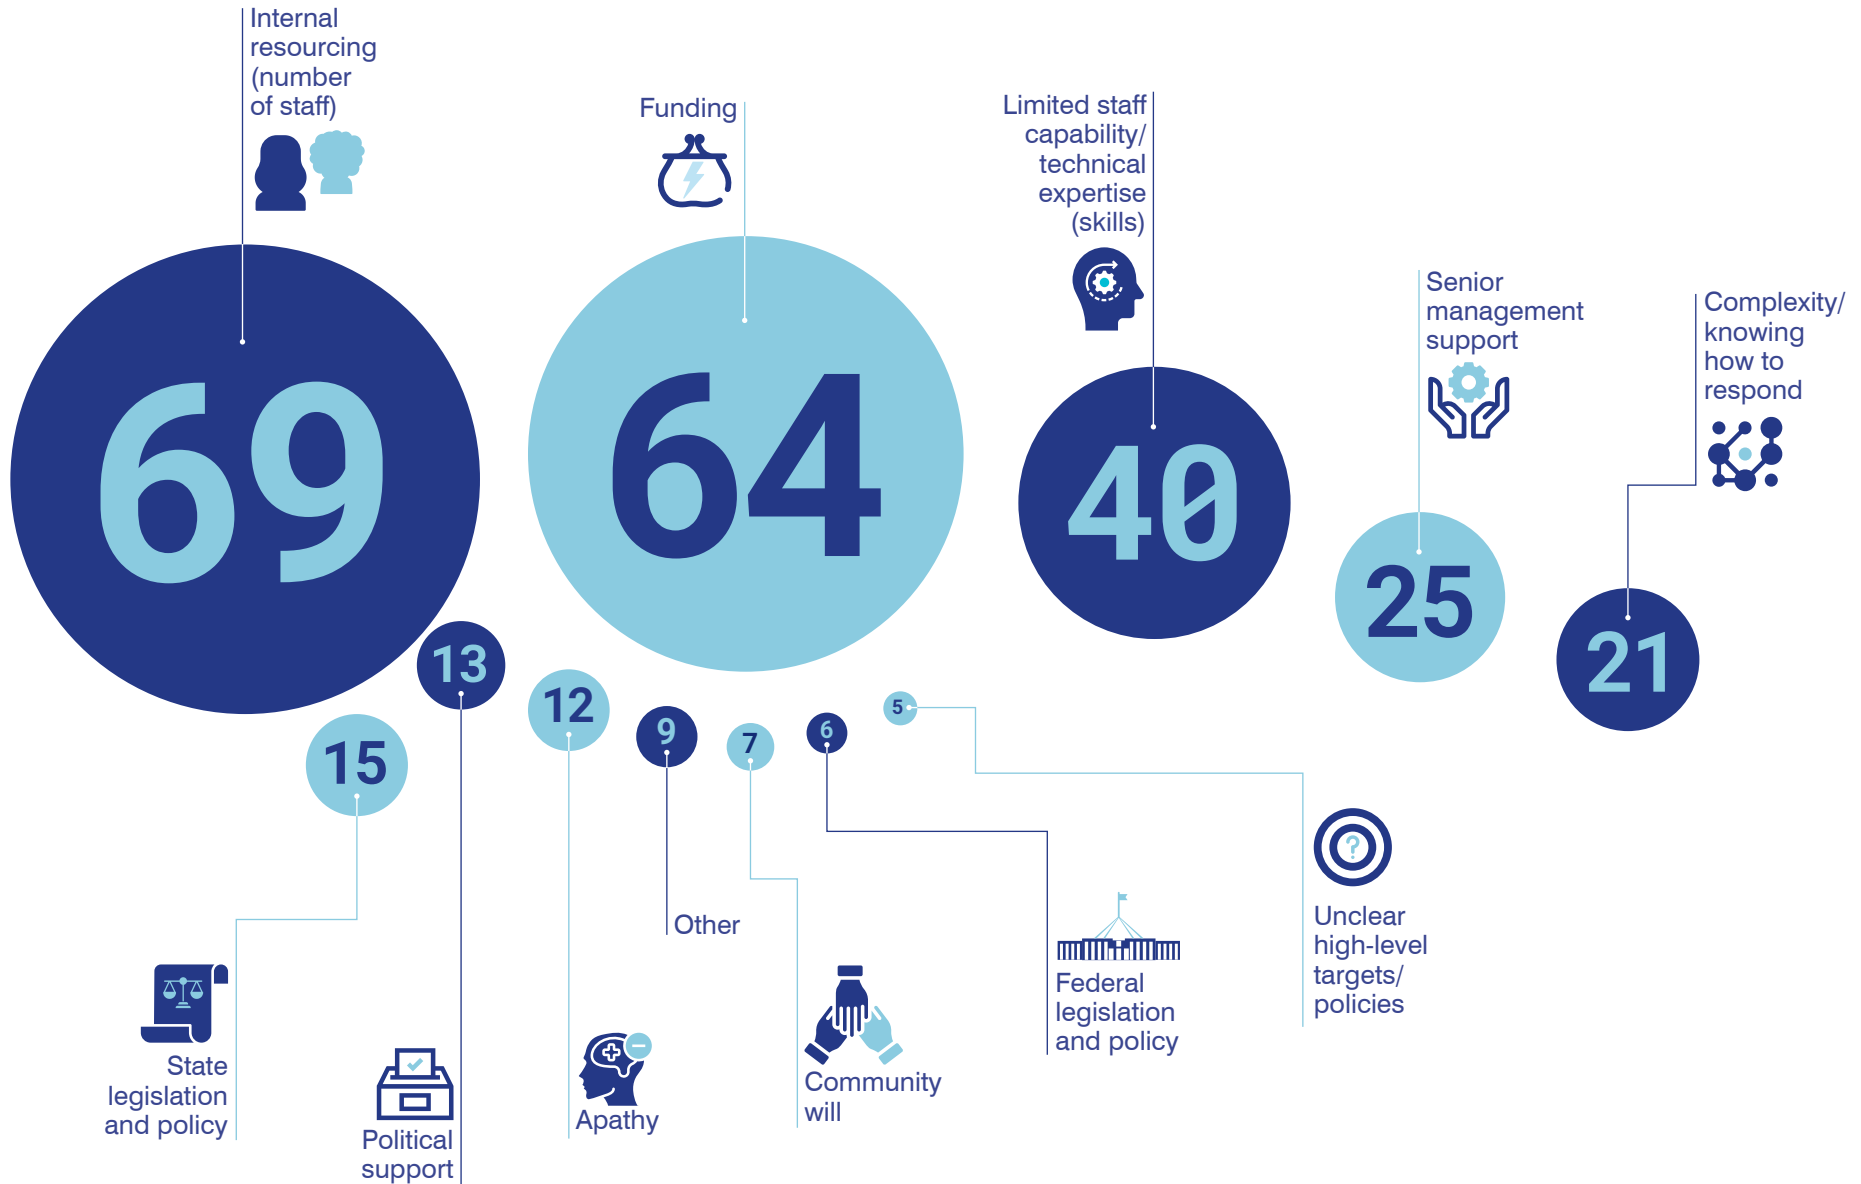 Internal
resourcing
(number
of staff)
69
Funding
64
Limited staff
capability/
technical
expertise
(skills)
40
Senior
management
support
25
Complexity/
knowing
how to
respond
21
15
State
legislation
and policy
13
Political
support
12
Apathy
9
Other
7
Community
will
6
Federal
legislation
and policy
5
?
Unclear
high-level
targets/
policies